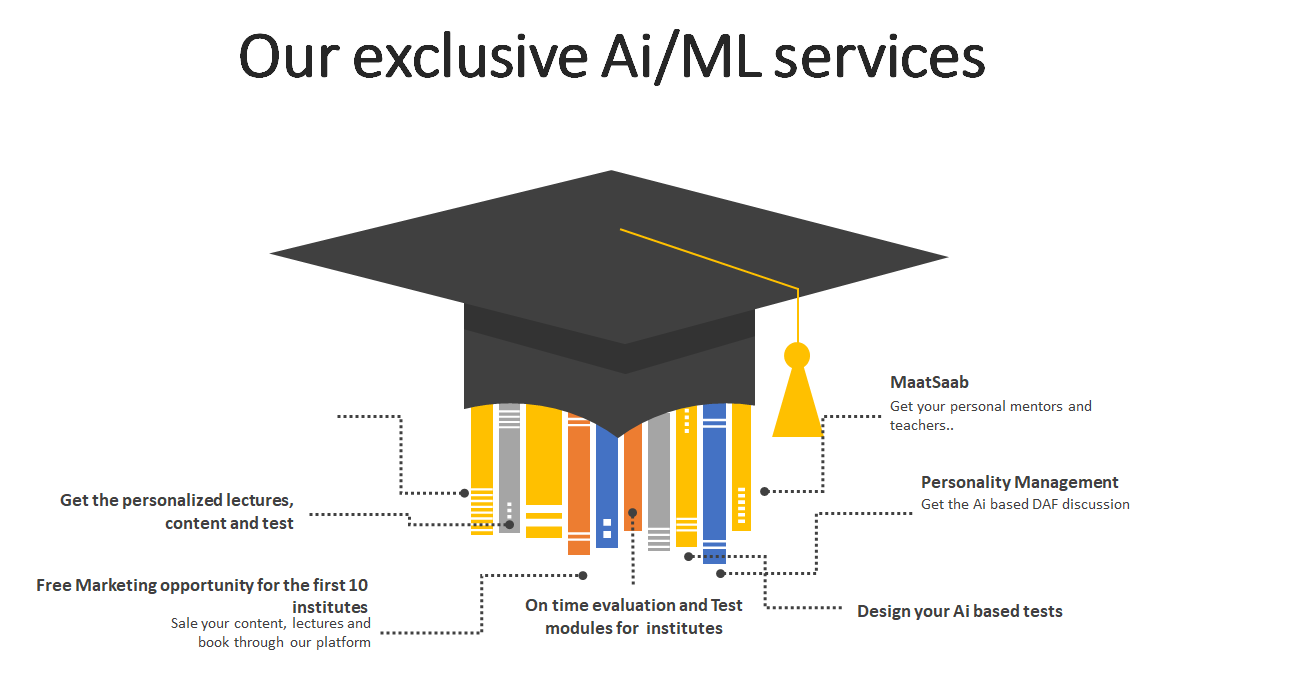 Our exclusive Ai/ML services
MaatSaab
Get your personal mentors and
teachers..
Personality Management
Get the Ai based DAF discussion
Get the personalized lectures,
content and test
Free Marketing opportunity for the first 10
institutes
Sale your content, lectures and
book through our platform
On time evaluation and Test
modules for institutes
Design your Ai based tests